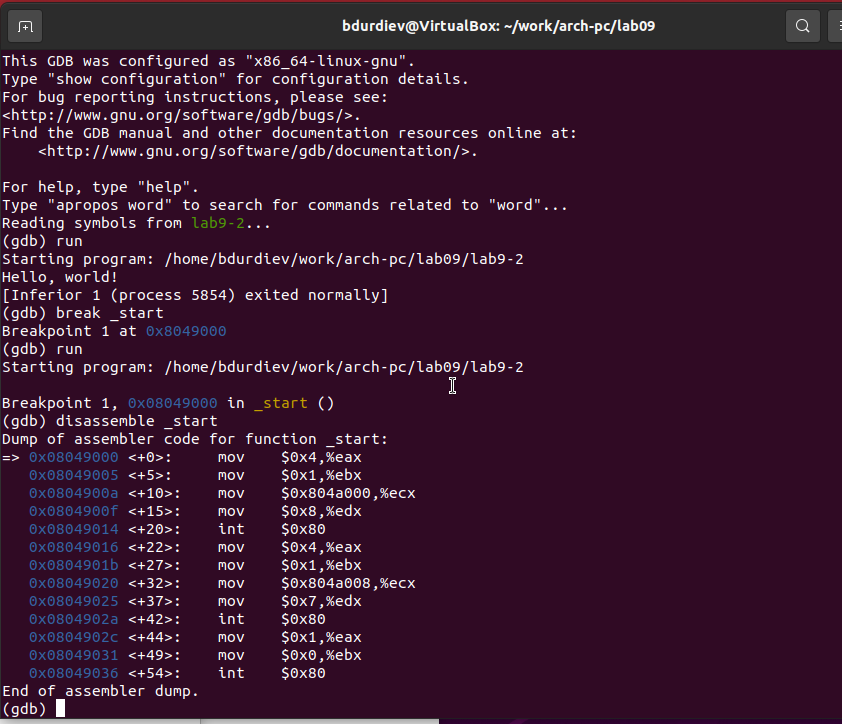 bdurdiev@VirtualBox: ~/work/arch-pc/lab09
This GDB was configured as "x86_64-linux-gnu".
Type "show configuration" for configuration details.
For bug reporting instructions, please see:
<http://www.gnu.org/software/gdb/bugs/>.
Find the GDB manual and other documentation resources online at:
    <http://www.gnu.org/software/gdb/documentation/>.

For help, type "help".
Type "apropos word" to search for commands related to "word"...
Reading symbols from lab9-2...
(gdb) run
Starting program: /home/bdurdiev/work/arch-pc/lab09/lab9-2
Hello, world!
[Inferior 1 (process 5854) exited normally]
(gdb) break _start
Breakpoint 1 at 0x8049000
(gdb) run
Starting program: /home/bdurdiev/work/arch-pc/lab09/lab9-2

Breakpoint 1, 0x08049000 in _start ()
(gdb) disassemble _start
Dump of assembler code for function _start:
=> 0x08049000 <+0>:    mov    $0x4,%eax
   0x08049005 <+5>:    mov    $0x1,%ebx
   0x0804900a <+10>:    mov    $0x804a000,%ecx
   0x0804900f <+15>:    mov    $0x8,%edx
   0x08049014 <+20>:    int    $0x80
   0x08049016 <+22>:    mov    $0x4,%eax
   0x0804901b <+27>:    mov    $0x1,%ebx
   0x08049020 <+32>:    mov    $0x804a008,%ecx
   0x08049025 <+37>:    mov    $0x7,%edx
   0x0804902a <+42>:    int    $0x80
   0x0804902c <+44>:    mov    $0x1,%eax
   0x08049031 <+49>:    mov    $0x0,%ebx
   0x08049036 <+54>:    int    $0x80
End of assembler dump.
(gdb)